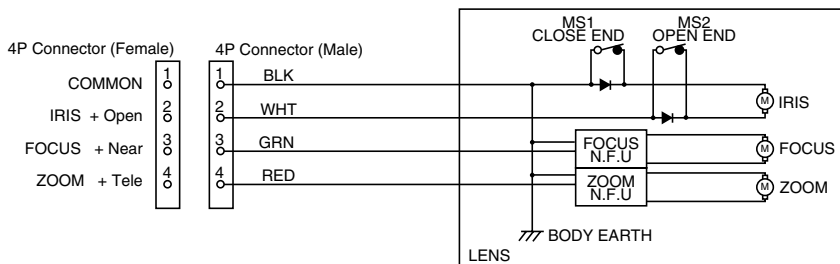 MS1
CLOSE END
MS2
OPEN END
4P Connector (Female)
4P Connector (Male)
COMMON 1 1 BLK
IRIS + Open 2 2 WHT
M IRIS
FOCUS + Near 3 3 GRN
FOCUS
N.F.U
M FOCUS
ZOOM + Tele 4 4 RED
ZOOM
N.F.U
M ZOOM
BODY EARTH
LENS